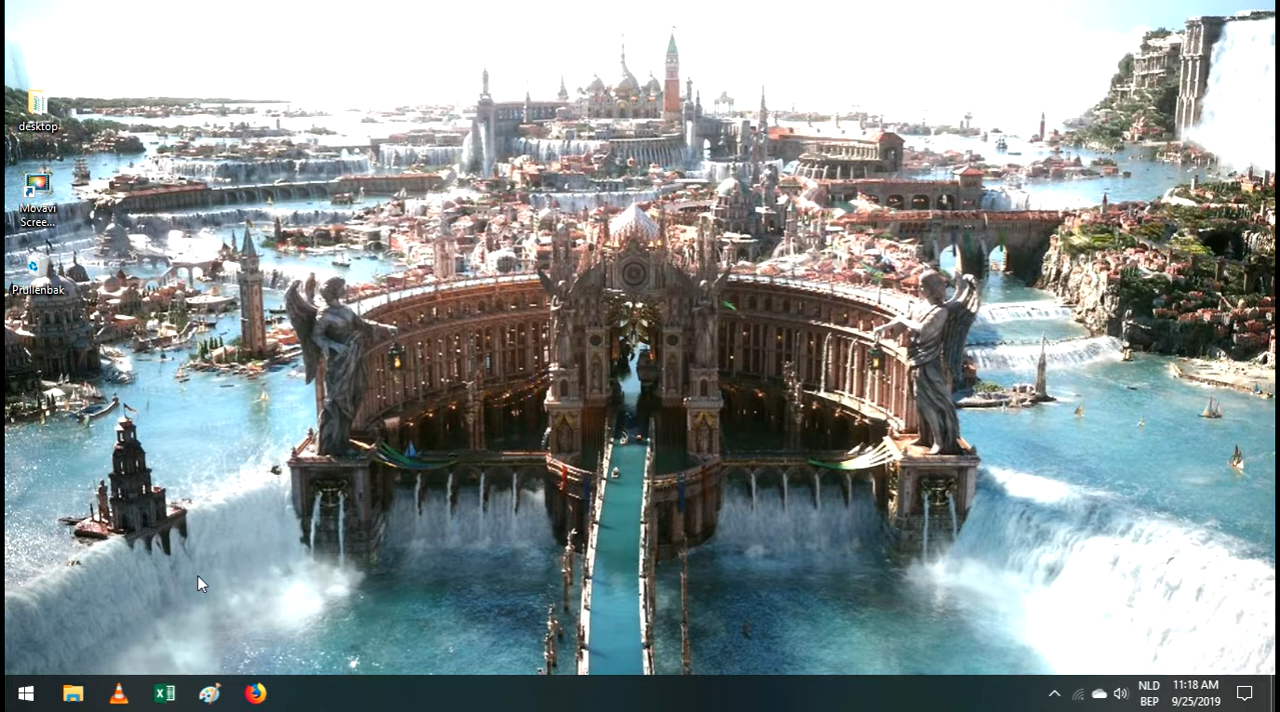 desktop
Movavi
Scree...
Prullenbak
NLD
11:18 AM
BEP
9/25/2019